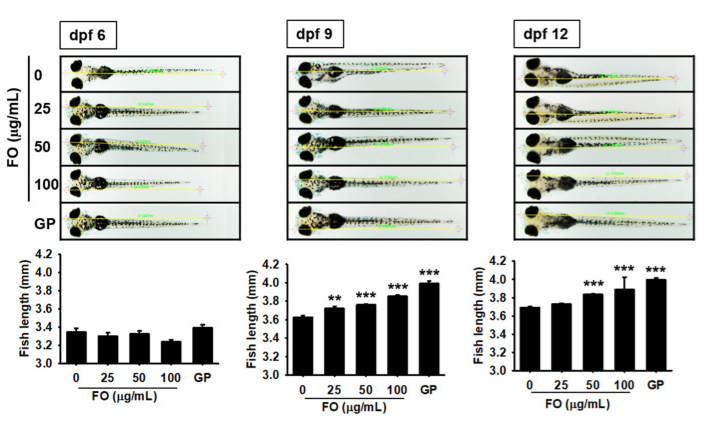 dpf 6
dpf 9
dpf 12
FO (μg/mL)
0
25
50
100
GP
Fish length (mm)
4.2
4.0
3.8
3.6
3.4
3.2
3.0
0 25 50 100 GP
FO (μg/mL)
Fish length (mm)
4.2
4.0
3.8
3.6
3.4
3.2
3.0
** *** *** ***
0 25 50 100 GP
FO (μg/mL)
Fish length (mm)
4.2
4.0
3.8
3.6
3.4
3.2
3.0
*** *** ***
0 25 50 100 GP
FO (μg/mL)